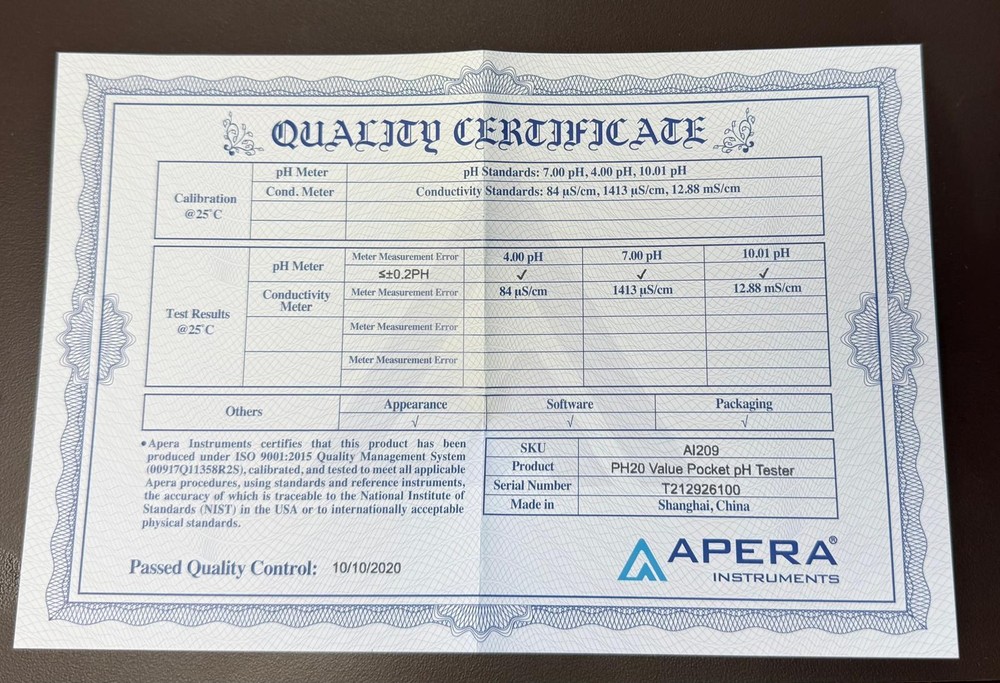 QUALITY CERTIFICATE
Calibration @25°C
pH Meter pH Standards: 7.00 pH, 4.00 pH, 10.01 pH
Cond. Meter Conductivity Standards: 84 µS/cm, 1413 µS/cm, 12.88 mS/cm
Test Results @25°C
pH Meter Meter Measurement Error 4.00 pH 7.00 pH 10.01 pH
≤±0.2PH ✓ ✓ ✓
Conductivity Meter Meter Measurement Error 84 µS/cm 1413 µS/cm 12.88 mS/cm
Meter Measurement Error
Meter Measurement Error
Others Appearance Software Packaging
√ √ √
•Apera Instruments certifies that this product has been
produced under ISO 9001:2015 Quality Management System
(00917Q11358R2S), calibrated, and tested to meet all applicable
Apera procedures, using standards and reference instruments,
the accuracy of which is traceable to the National Institute of
Standards (NIST) in the USA or to internationally acceptable
physical standards.
SKU AI209
Product PH20 Value Pocket pH Tester
Serial Number T212926100
Made in Shanghai, China
Passed Quality Control: 10/10/2020
APERA®
INSTRUMENTS